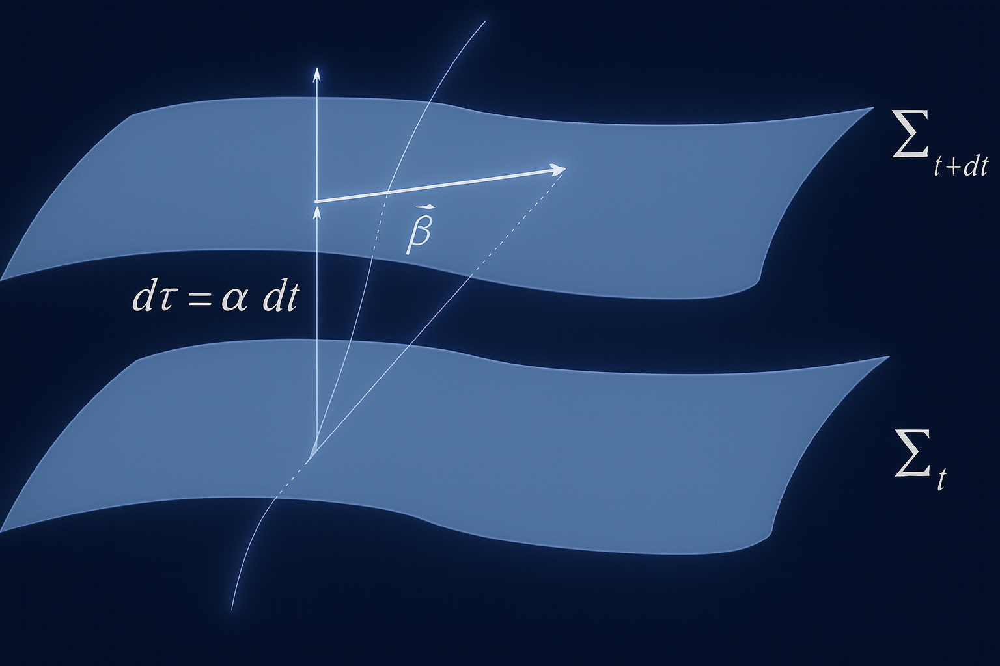 Σ_{t+dt}
β⃗
dτ = α dt
Σ_t